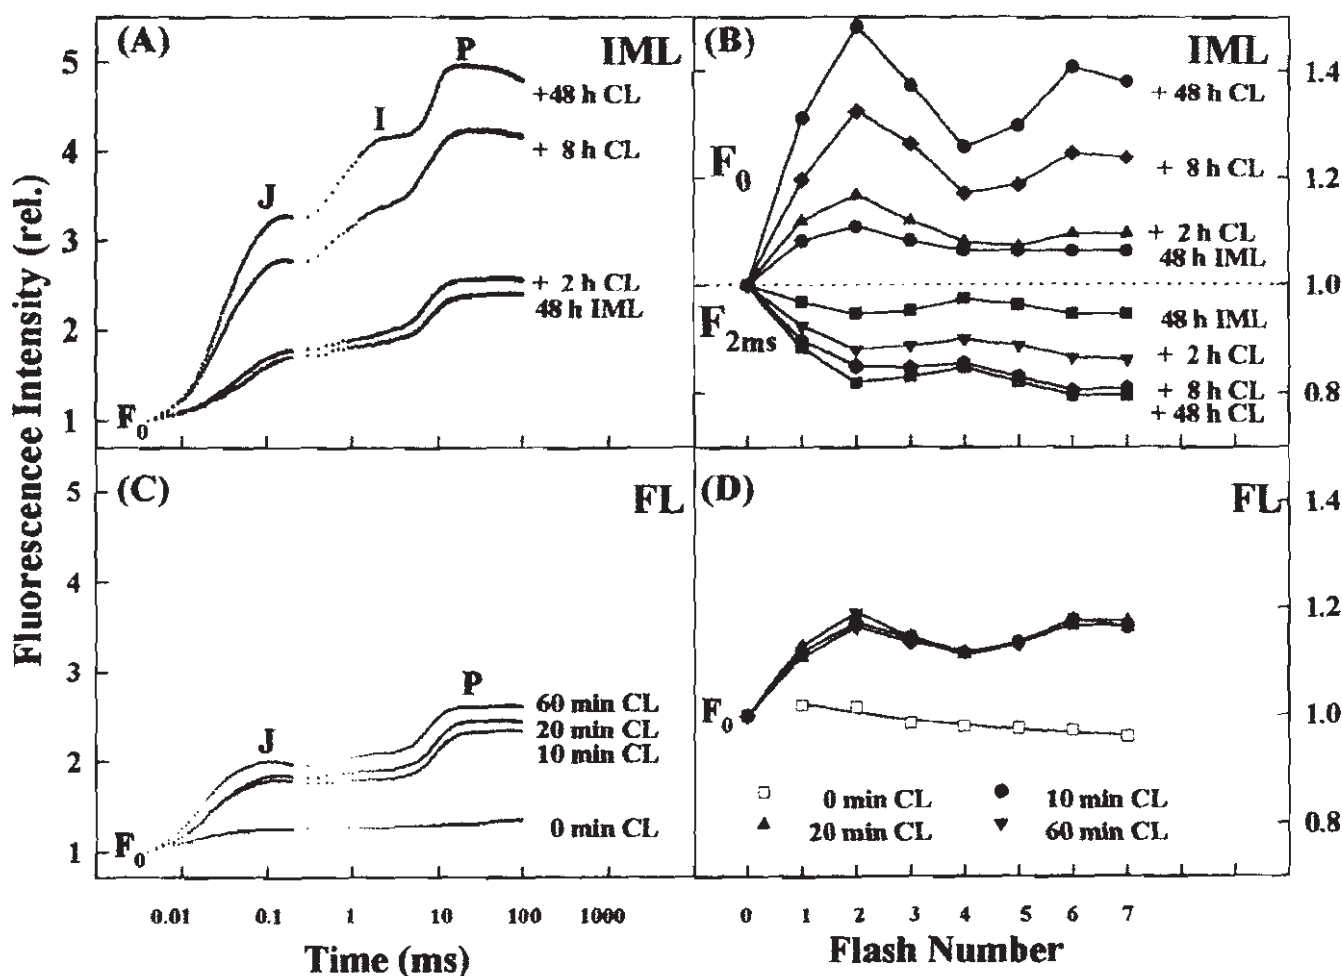 Fluorescencee Intensity (rel.)
(A)
IML
5
4
3
2
1
F0
J
I
P
+48 h CL
+ 8 h CL
+ 2 h CL
48 h IML
(B)
IML
1.4
1.2
1.0
0.8
F0
F2ms
+ 48 h CL
+ 8 h CL
+ 2 h CL
48 h IML
48 h IML
+ 2 h CL
+ 8 h CL
+ 48 h CL
(C)
FL
5
4
3
2
1
F0
J
P
60 min CL
20 min CL
10 min CL
0 min CL
0.01 0.1 1 10 100 1000
Time (ms)
(D)
FL
1.4
1.2
1.0
0.8
F0
0 min CL 10 min CL
20 min CL 60 min CL
0 1 2 3 4 5 6 7
Flash Number